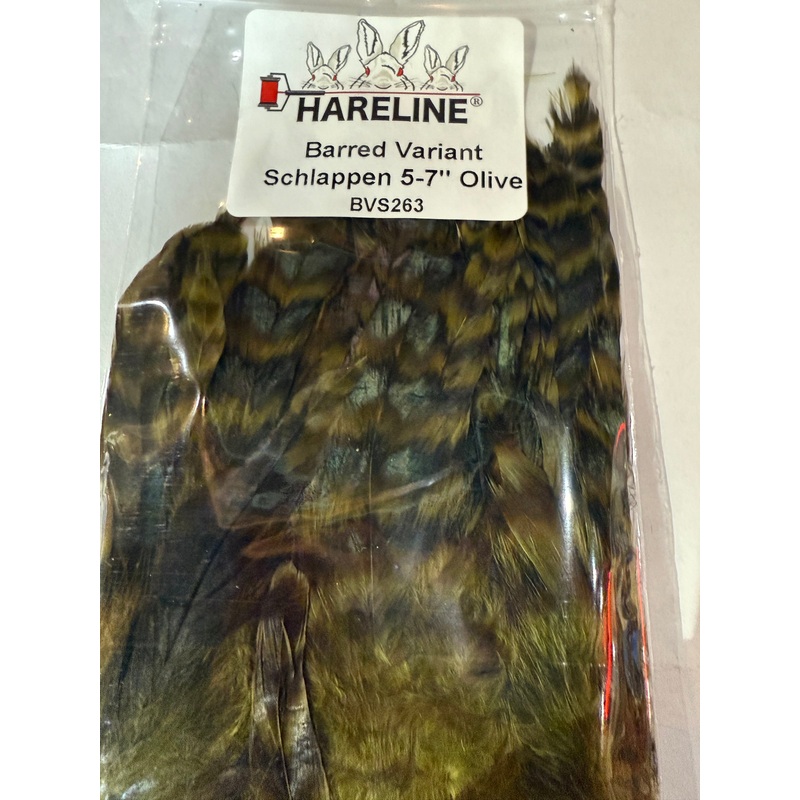 HARELINE®
Barred Variant
Schlappen 5-7" Olive
BVS263